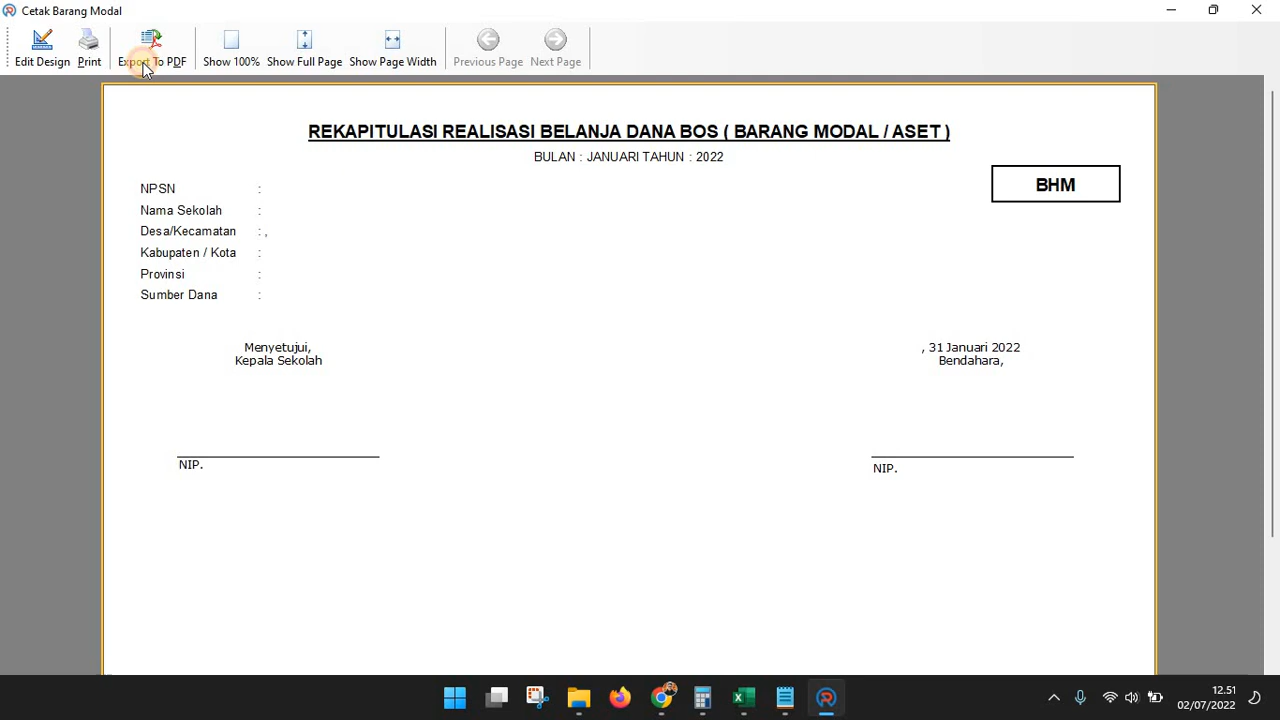 Cetak Barang Modal
Edit Design Print Export To PDF Show 100% Show Full Page Show Page Width Previous Page Next Page
REKAPITULASI REALISASI BELANJA DANA BOS ( BARANG MODAL / ASET )
BULAN : JANUARI TAHUN : 2022
BHM
NPSN :
Nama Sekolah :
Desa/Kecamatan : ,
Kabupaten / Kota :
Provinsi :
Sumber Dana :
Menyetujui,
Kepala Sekolah
, 31 Januari 2022
Bendahara,
NIP.
NIP.
12.51
02/07/2022